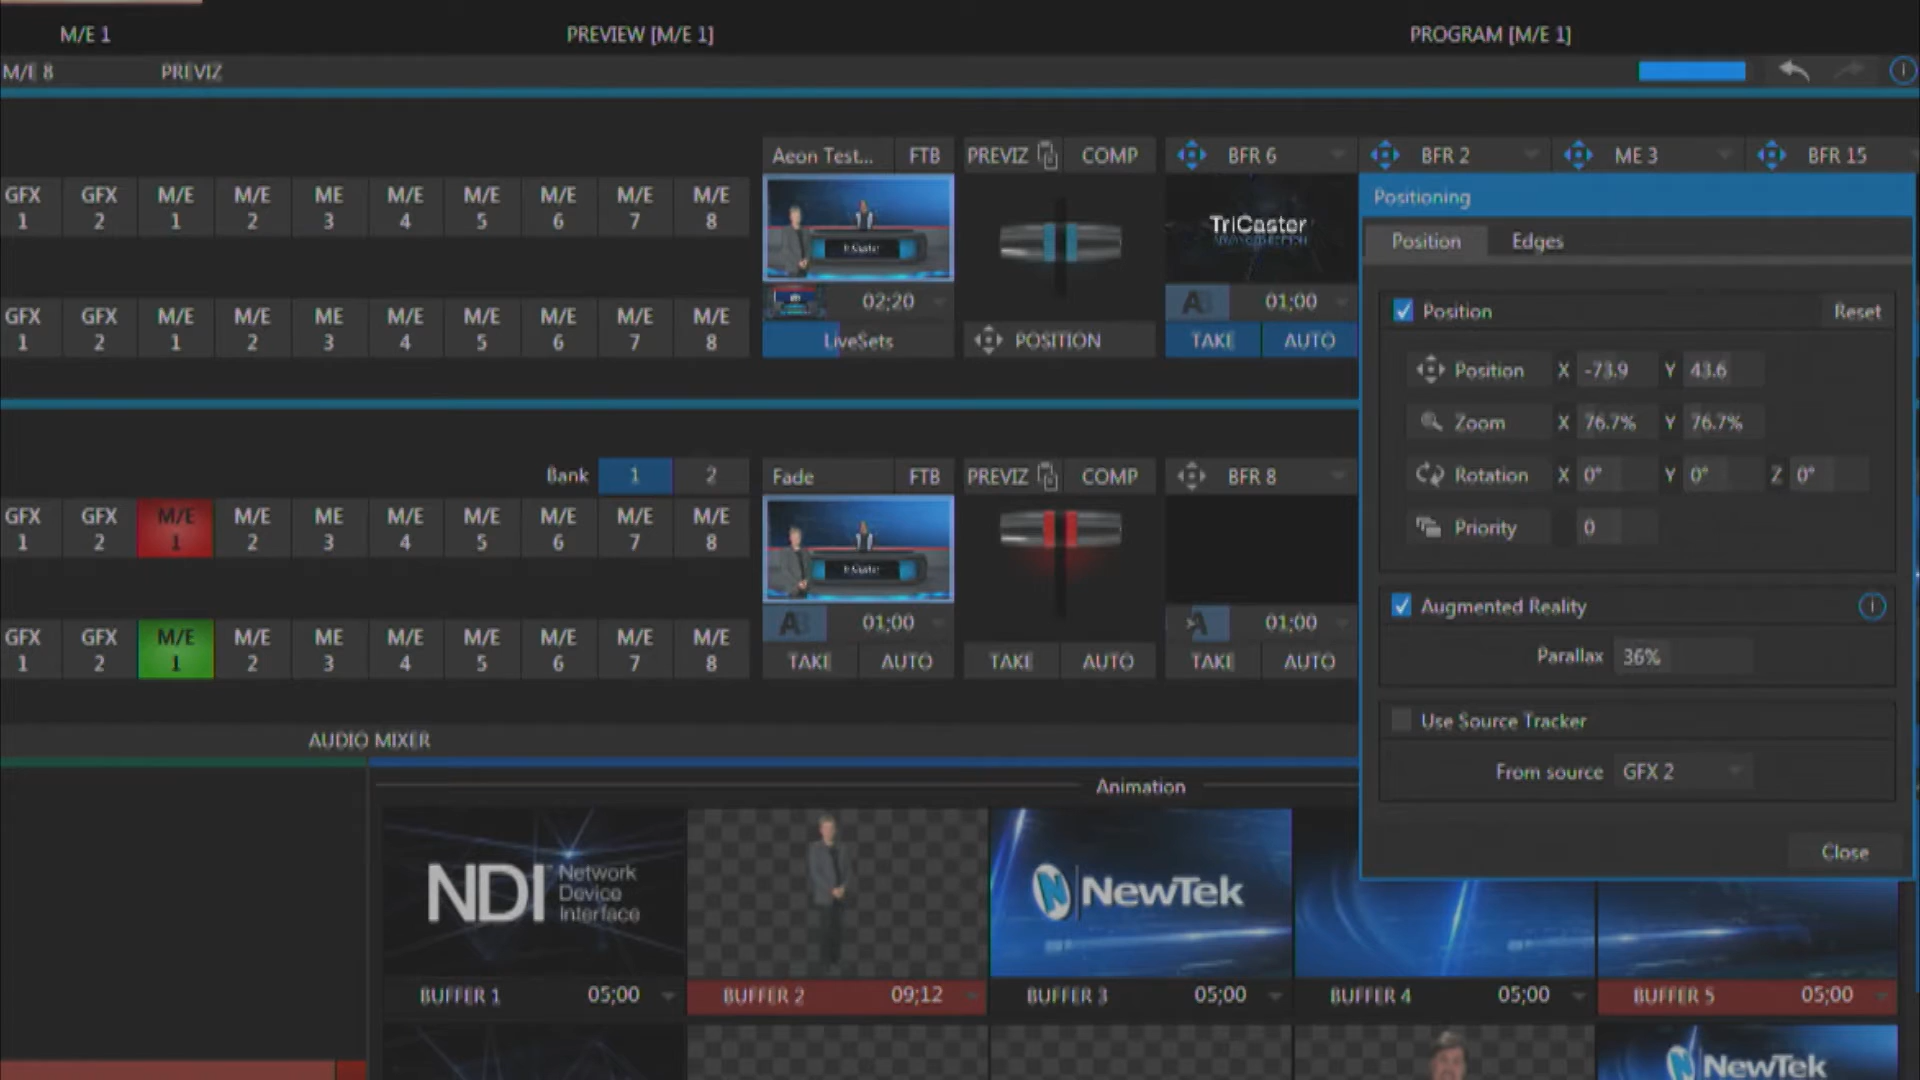 M/E 1 PREVIEW [M/E 1] PROGRAM [M/E 1]
M/E 8 PREVIZ
Aeon Test... FTB PREVIZ COMP BFR 6 BFR 2 ME 3 BFR 15
GFX 1 GFX 2 M/E 1 M/E 2 ME 3 M/E 4 M/E 5 M/E 6 M/E 7 M/E 8
TriCaster
TriCaster
02;20
01;00
GFX 1 GFX 2 M/E 1 M/E 2 ME 3 M/E 4 M/E 5 M/E 6 M/E 7 M/E 8
LiveSets POSITION TAKE AUTO
Bank 1 2
Fade FTB PREVIZ COMP BFR 8
GFX 1 GFX 2 M/E 1 M/E 2 ME 3 M/E 4 M/E 5 M/E 6 M/E 7 M/E 8
TriCaster
01;00
01;00
GFX 1 GFX 2 M/E 1 M/E 2 ME 3 M/E 4 M/E 5 M/E 6 M/E 7 M/E 8
TAKE AUTO TAKE AUTO TAKE AUTO
Positioning
Position Edges
Position Reset
Position X -73.9 Y 43.6
Zoom X 76.7% Y 76.7%
Rotation X 0° Y 0° Z 0°
Priority 0
Augmented Reality
Parallax 36%
Use Source Tracker
From source GFX 2
Close
AUDIO MIXER
Animation
NDI Network
Device
Interface
NewTek
BUFFER 1 05;00 BUFFER 2 09;12 BUFFER 3 05;00 BUFFER 4 05;00 BUFFER 5 05;00
NewTek